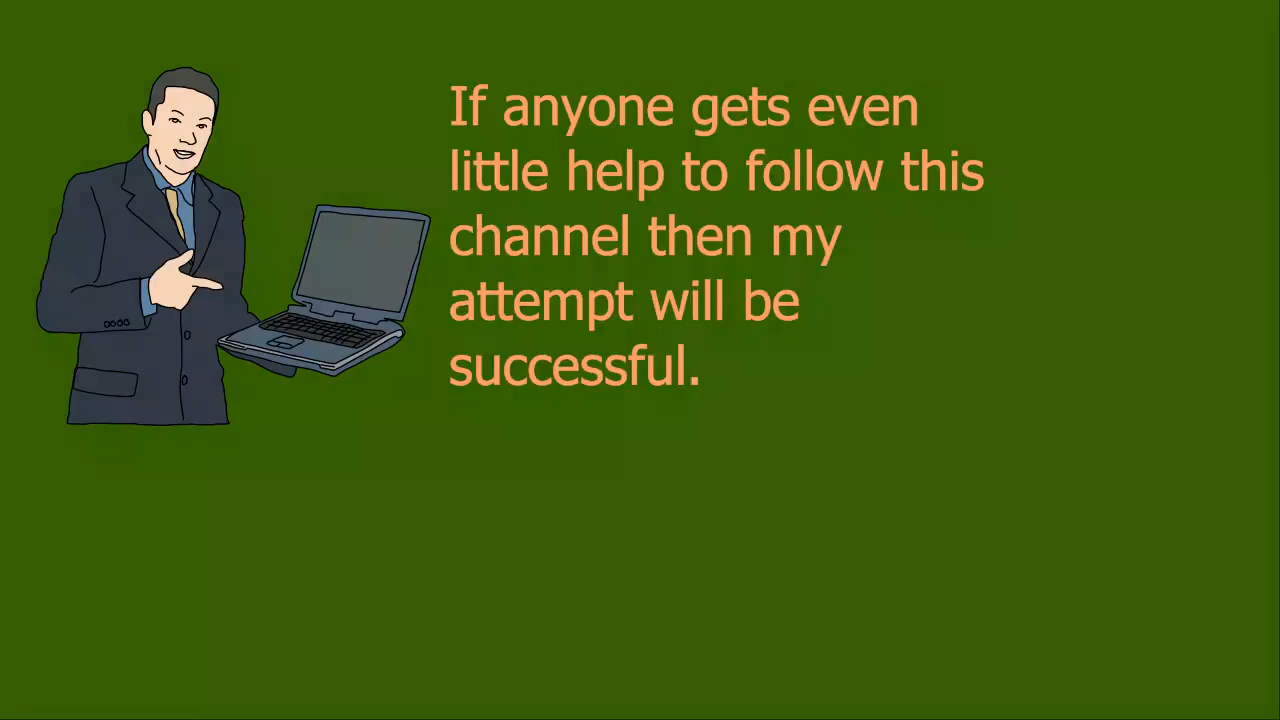 If anyone gets even
little help to follow this
channel then my
attempt will be
successful.